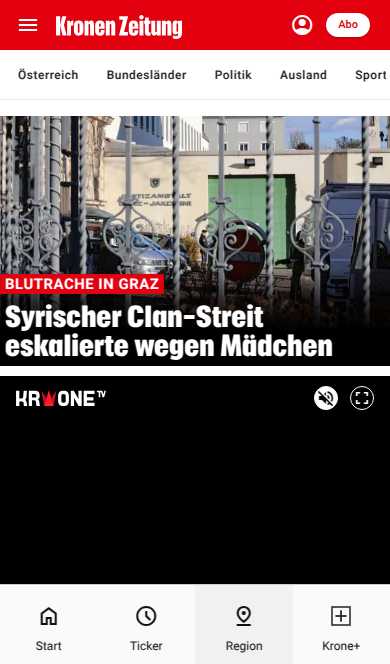 Kronen Zeitung
Abo
Österreich Bundesländer Politik Ausland Sport
BLUTRACHE IN GRAZ
Syrischer Clan-Streit
eskalierte wegen Mädchen
KRONE TV
Start Ticker Region Krone+